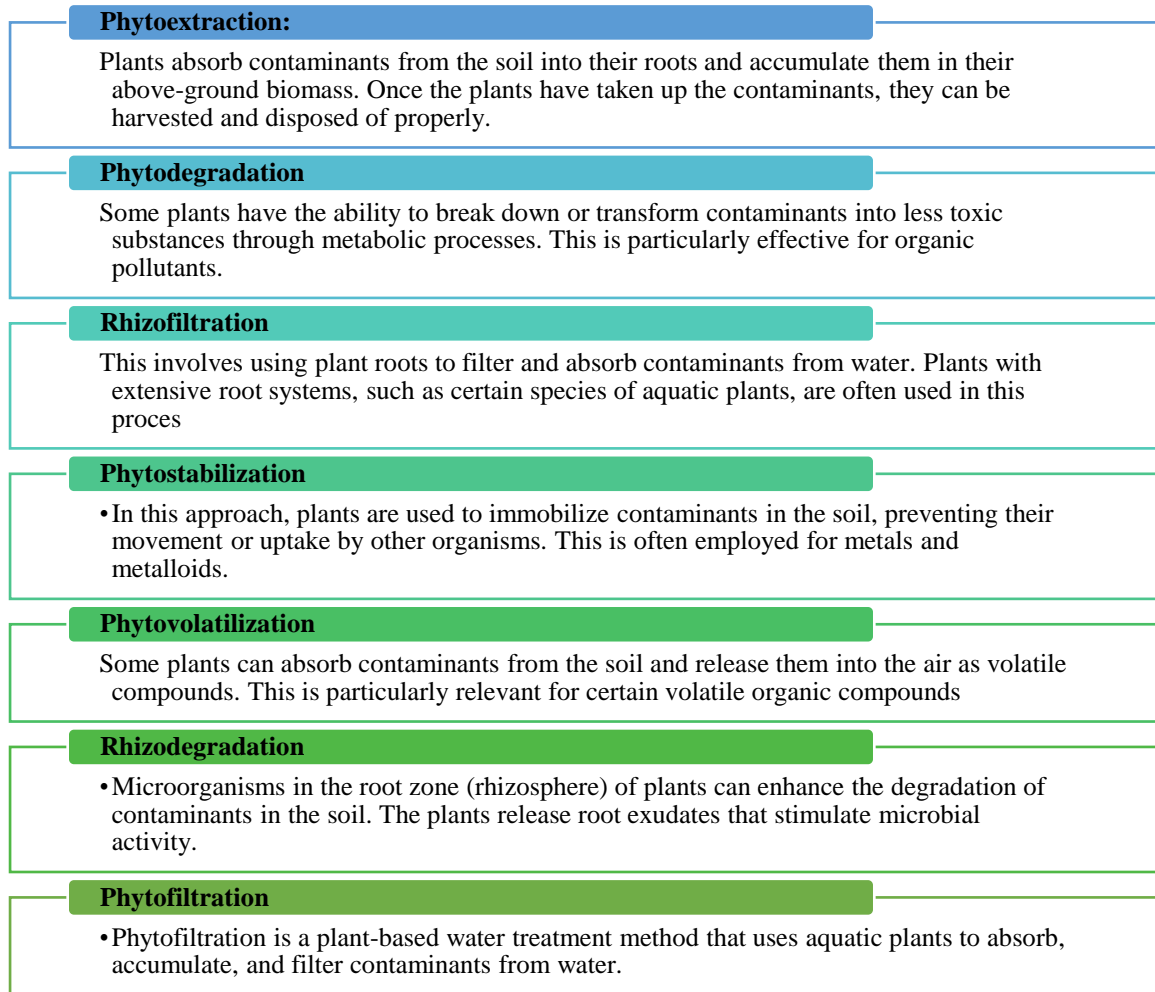 Phytoextraction:
Plants absorb contaminants from the soil into their roots and accumulate them in their
above-ground biomass. Once the plants have taken up the contaminants, they can be
harvested and disposed of properly.
Phytodegradation
Some plants have the ability to break down or transform contaminants into less toxic
substances through metabolic processes. This is particularly effective for organic
pollutants.
Rhizofiltration
This involves using plant roots to filter and absorb contaminants from water. Plants with
extensive root systems, such as certain species of aquatic plants, are often used in this
proces
Phytostabilization
•In this approach, plants are used to immobilize contaminants in the soil, preventing their
movement or uptake by other organisms. This is often employed for metals and
metalloids.
Phytovolatilization
Some plants can absorb contaminants from the soil and release them into the air as volatile
compounds. This is particularly relevant for certain volatile organic compounds
Rhizodegradation
•Microorganisms in the root zone (rhizosphere) of plants can enhance the degradation of
contaminants in the soil. The plants release root exudates that stimulate microbial
activity.
Phytofiltration
•Phytofiltration is a plant-based water treatment method that uses aquatic plants to absorb,
accumulate, and filter contaminants from water.